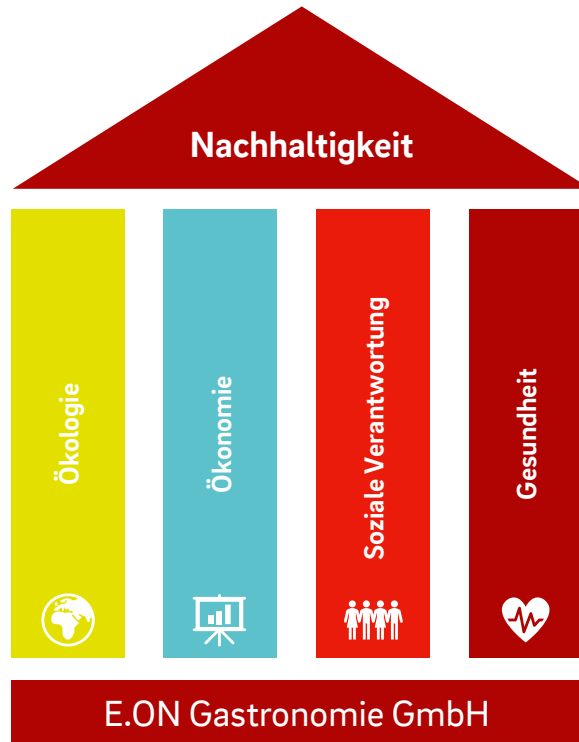 Nachhaltigkeit
Ökologie
Ökonomie
Soziale Verantwortung
Gesundheit
E.ON Gastronomie GmbH